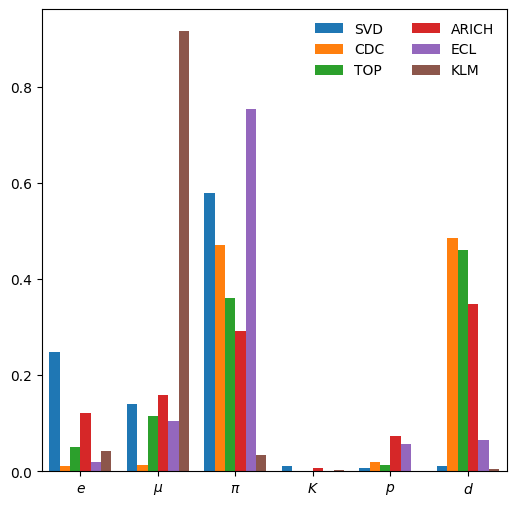 SVD ARICH
CDC ECL
TOP KLM
0.8
0.6
0.4
0.2
0.0
e μ π K p d